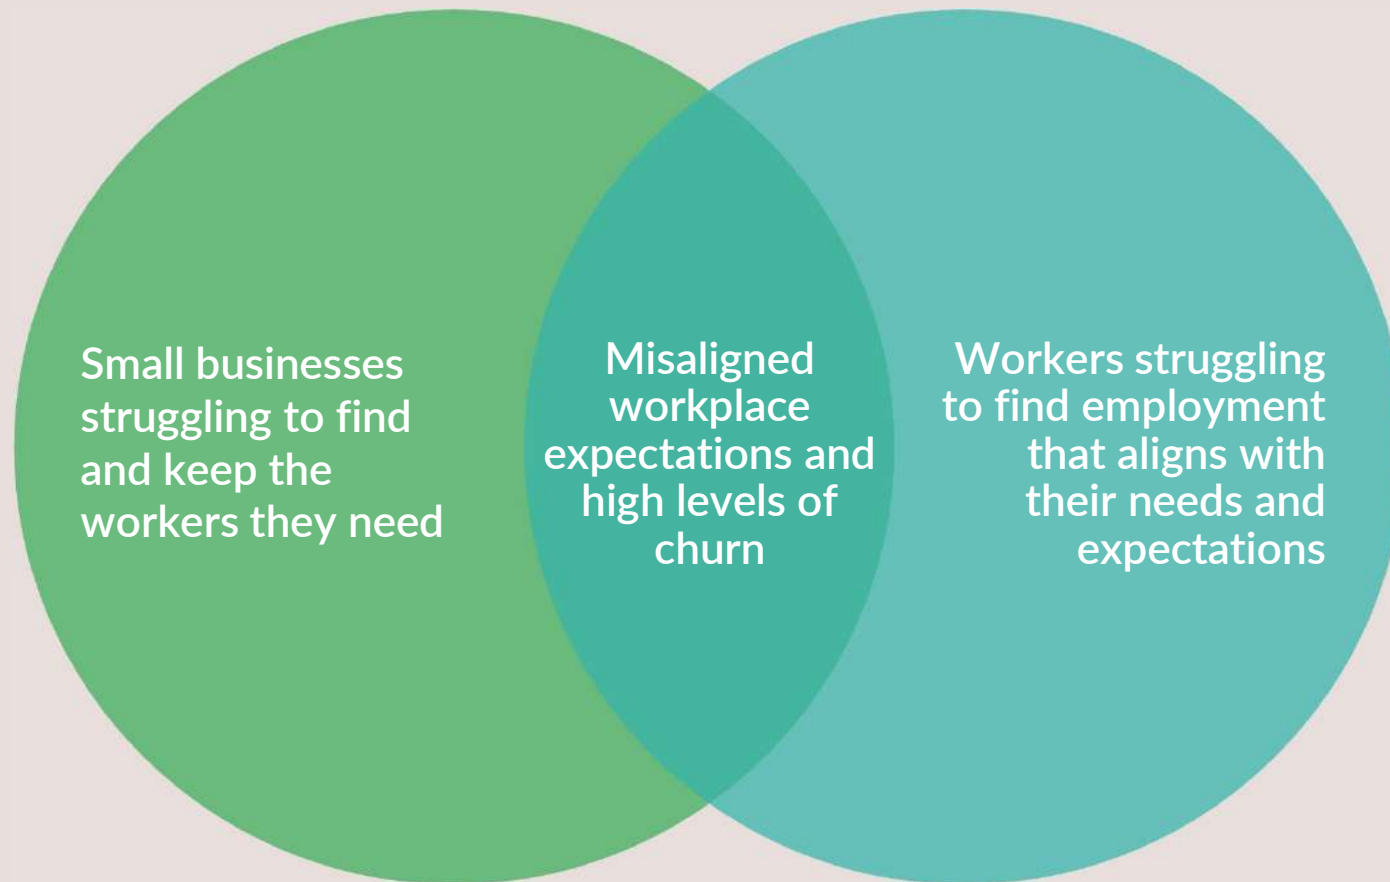 Small businesses
struggling to find
and keep the
workers they need
Misaligned
workplace
expectations and
high levels of
churn
Workers struggling
to find employment
that aligns with
their needs and
expectations